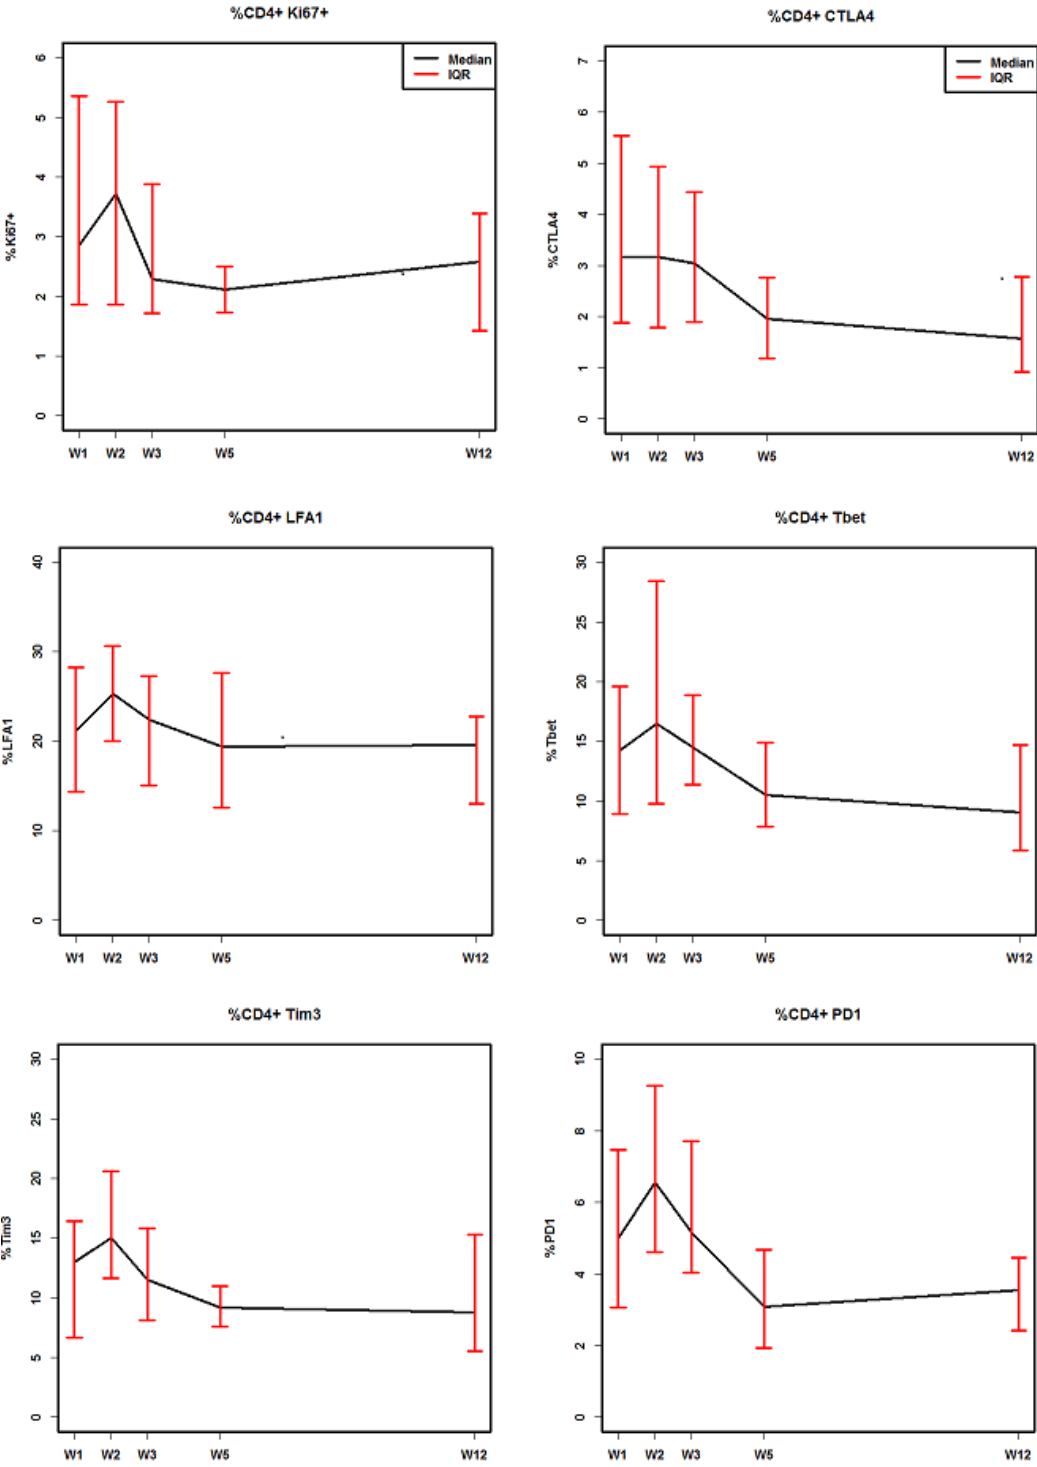 %CD4+ Ki67+
Median
IQR
%Ki67+
6
5
4
3
2
1
0
W1 W2 W3 W5 W12
%CD4+ CTLA4
Median
IQR
%CTLA4
7
6
5
4
3
2
1
0
W1 W2 W3 W5 W12
%CD4+ LFA1
%LFA1
40
30
20
10
0
W1 W2 W3 W5 W12
%CD4+ Tbet
%Tbet
30
25
20
15
10
5
0
W1 W2 W3 W5 W12
%CD4+ Tim3
%Tim3
30
25
20
15
10
5
0
W1 W2 W3 W5 W12
%CD4+ PD1
%PD1
10
8
6
4
2
0
W1 W2 W3 W5 W12